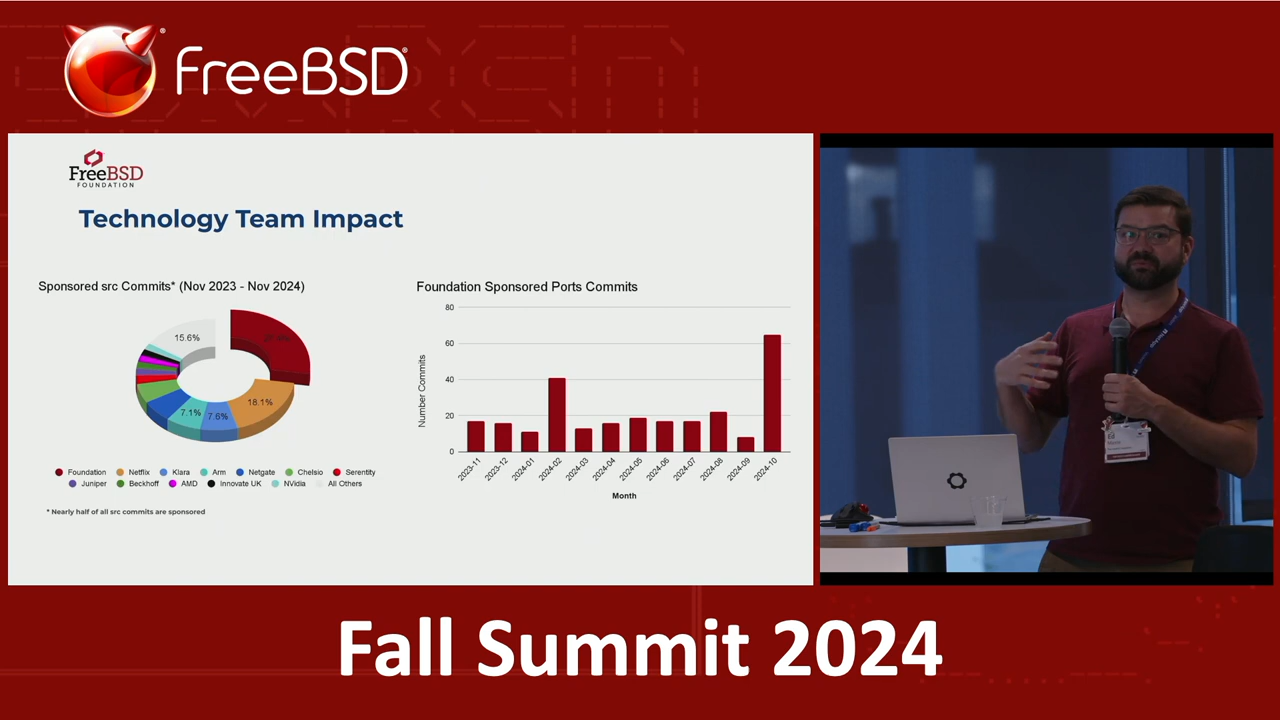 FreeBSD®
FreeBSD
FOUNDATION
Technology Team Impact
Sponsored src Commits* (Nov 2023 - Nov 2024)
15.6%
18.1%
7.6%
7.1%
Foundation Netflix Klara Arm Netgate Chelsio Serentity
Juniper Beckhoff AMD Innovate UK NVidia All Others
* Nearly half of all src commits are sponsored
Foundation Sponsored Ports Commits
Number Commits
80
60
40
20
0
2023-11 2023-12 2024-01 2024-02 2024-03 2024-04 2024-05 2024-06 2024-07 2024-08 2024-09 2024-10
Month
Ed
Fall Summit 2024